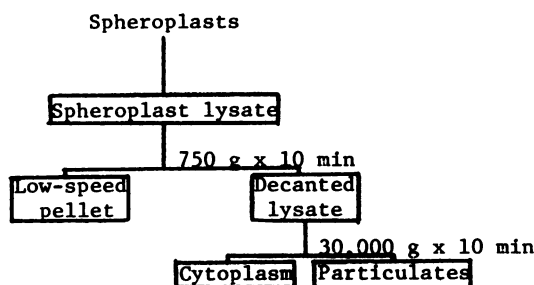 Spheroplasts
Spheroplast lysate
750 g x 10 min
Low-speed pellet
Decanted lysate
30,000 g x 10 min
Cytoplasm
Particulates